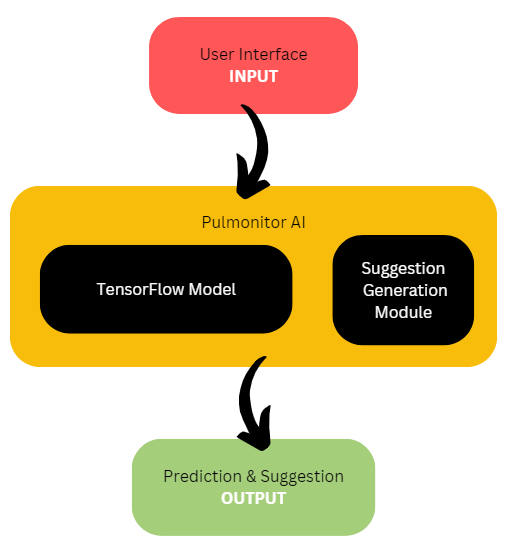 User Interface
INPUT
Pulmonitor AI
TensorFlow Model
Suggestion
Generation
Module
Prediction & Suggestion
OUTPUT